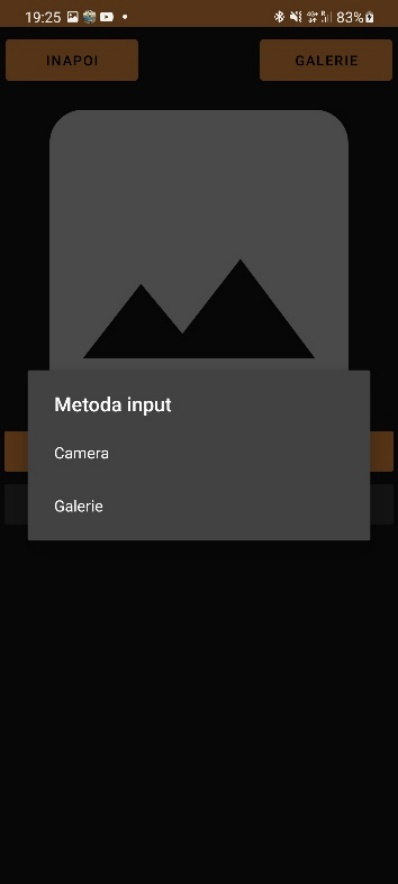 19:25 83%
INAPOI GALERIE
Metoda input
Camera
Galerie